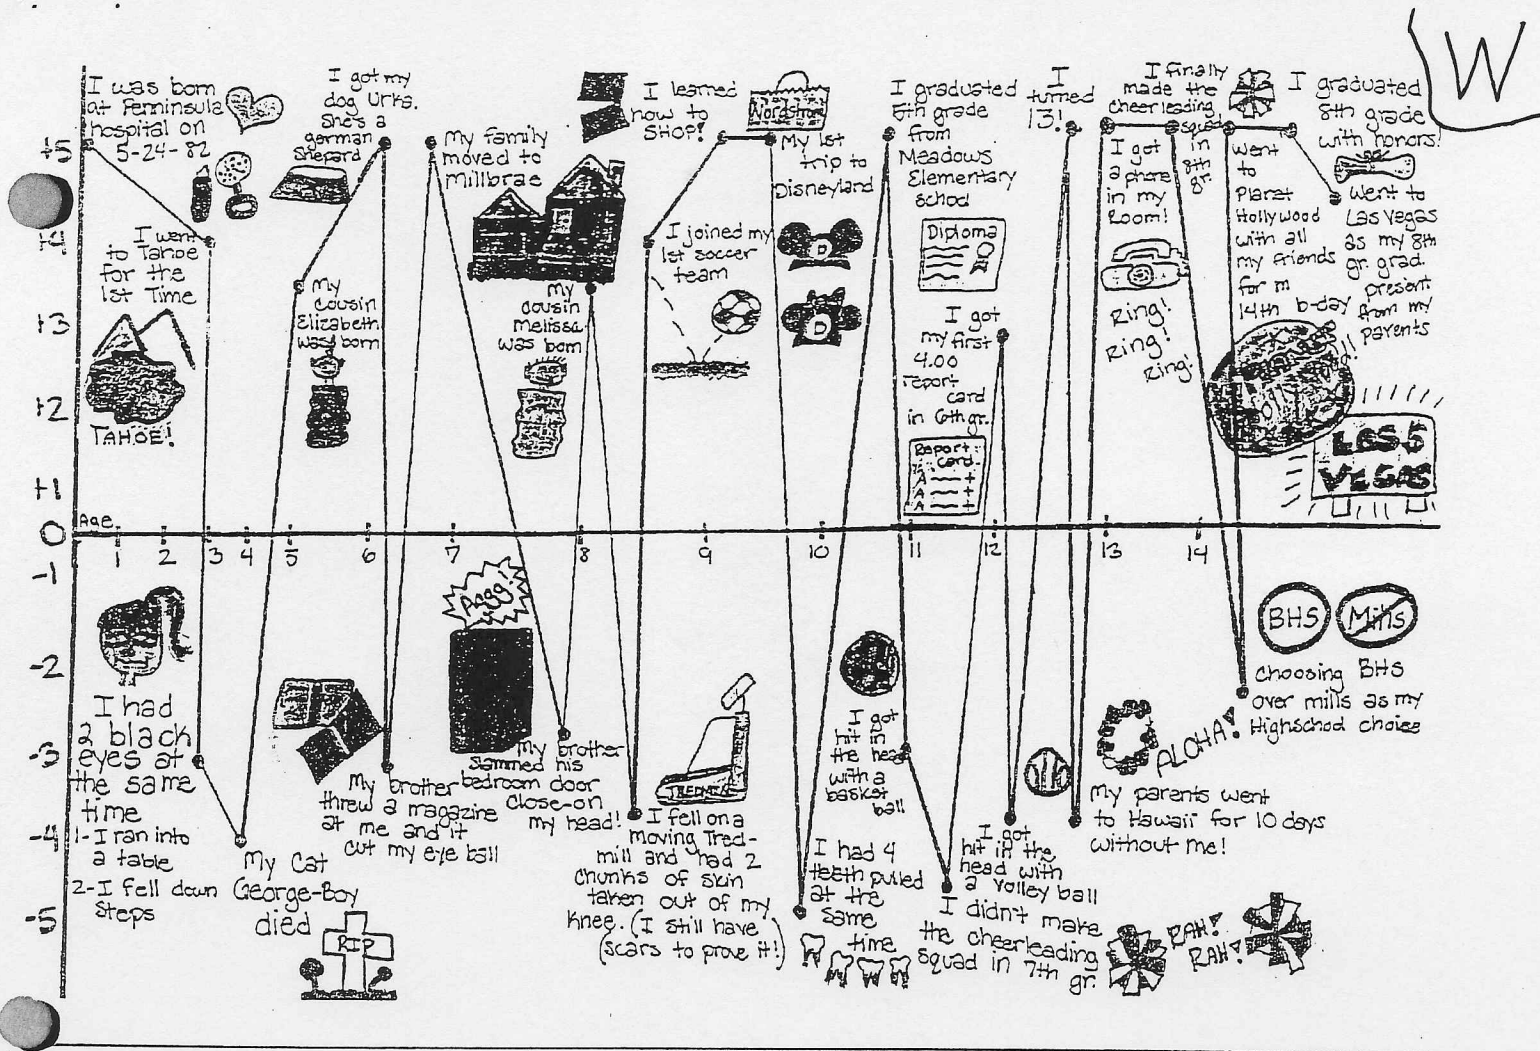 W
I was born
at Penninsula
hospital on
5-24-82
I got my
dog Urka.
She's a
german
Shepard
My family
moved to
Millbrae
I learned
how to
SHOP!
Nordstrom
My 1st
trip to
Disneyland
I graduated
5th grade
from
Meadows
Elementary
school
Diploma
I
turned
13!
I finally
made the
cheerleading
squad
in
8th
gr.
I got
a phone
in my
Room!
Ring!
Ring!
Ring!
Went
to
Planet
Hollywood
with all
my friends
for m
14th b-day
I graduated
8th grade
with honors!
Went to
Las Vegas
as my 8th
gr. grad.
present
from my
parents
VEGAS
I went
to Tahoe
for the
1st Time
TAHOE!
My
cousin
Elizabeth
was born
My
cousin
Melissa
was born
I joined my
1st soccer
team
D
D
I got
my first
4.00
report
card
in 6th gr.
Report
card
A +
A +
A +
+5
+4
+3
+2
+1
0
-1
-2
-3
-4
-5
Age
1 2 3 4 5 6 7 8 9 10 11 12 13 14
I had
2 black
eyes at
the same
time
1- I ran into
a table
2- I fell down
steps
My cat
George-Boy
died
RIP
My brother
threw a magazine
at me and it
cut my eye ball
Aggg!
My brother
slammed his
bedroom door
close-on
my head!
TREDMILL
I fell on a
moving Tred-
mill and had 2
chunks of skin
taken out of my
knee. (I still have
(scars to prove it!)
I had 4
teeth pulled
at the
same
time
I got
hit in
the head
with a
basket
ball
I didn't make
the cheerleading
squad in 7th
gr.
RAH!
RAH!
I got
hit in the
head with
a volley ball
ALOHA!
My parents went
to Hawaii for 10 days
without me!
BHS
Mills
Choosing BHS
over mills as my
Highschool choice